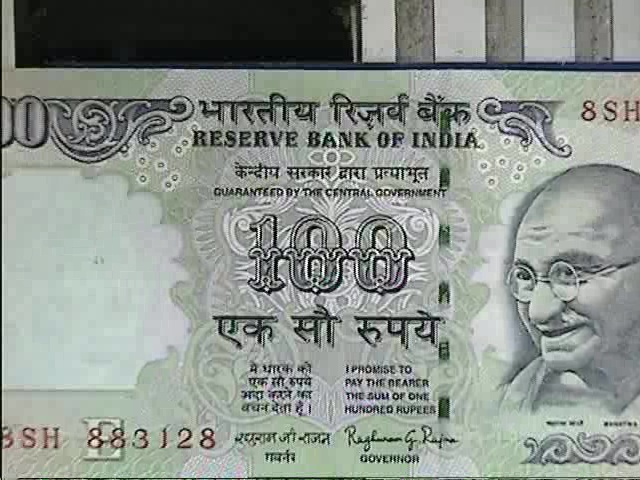 00 भारतीय रिज़र्व बैंक 8SH
RESERVE BANK OF INDIA
केन्द्रीय सरकार द्वारा प्रत्याभूत
GUARANTEED BY THE CENTRAL GOVERNMENT
100
एक सौ रुपये
मैं धारक को
एक सौ रुपये
अदा करने का
वचन देता हूँ।
I PROMISE TO
PAY THE BEARER
THE SUM OF ONE
HUNDRED RUPEES
8SH 883128
E
रघुराम जी राजन
गवर्नर
Raghuram G. Rajan
GOVERNOR